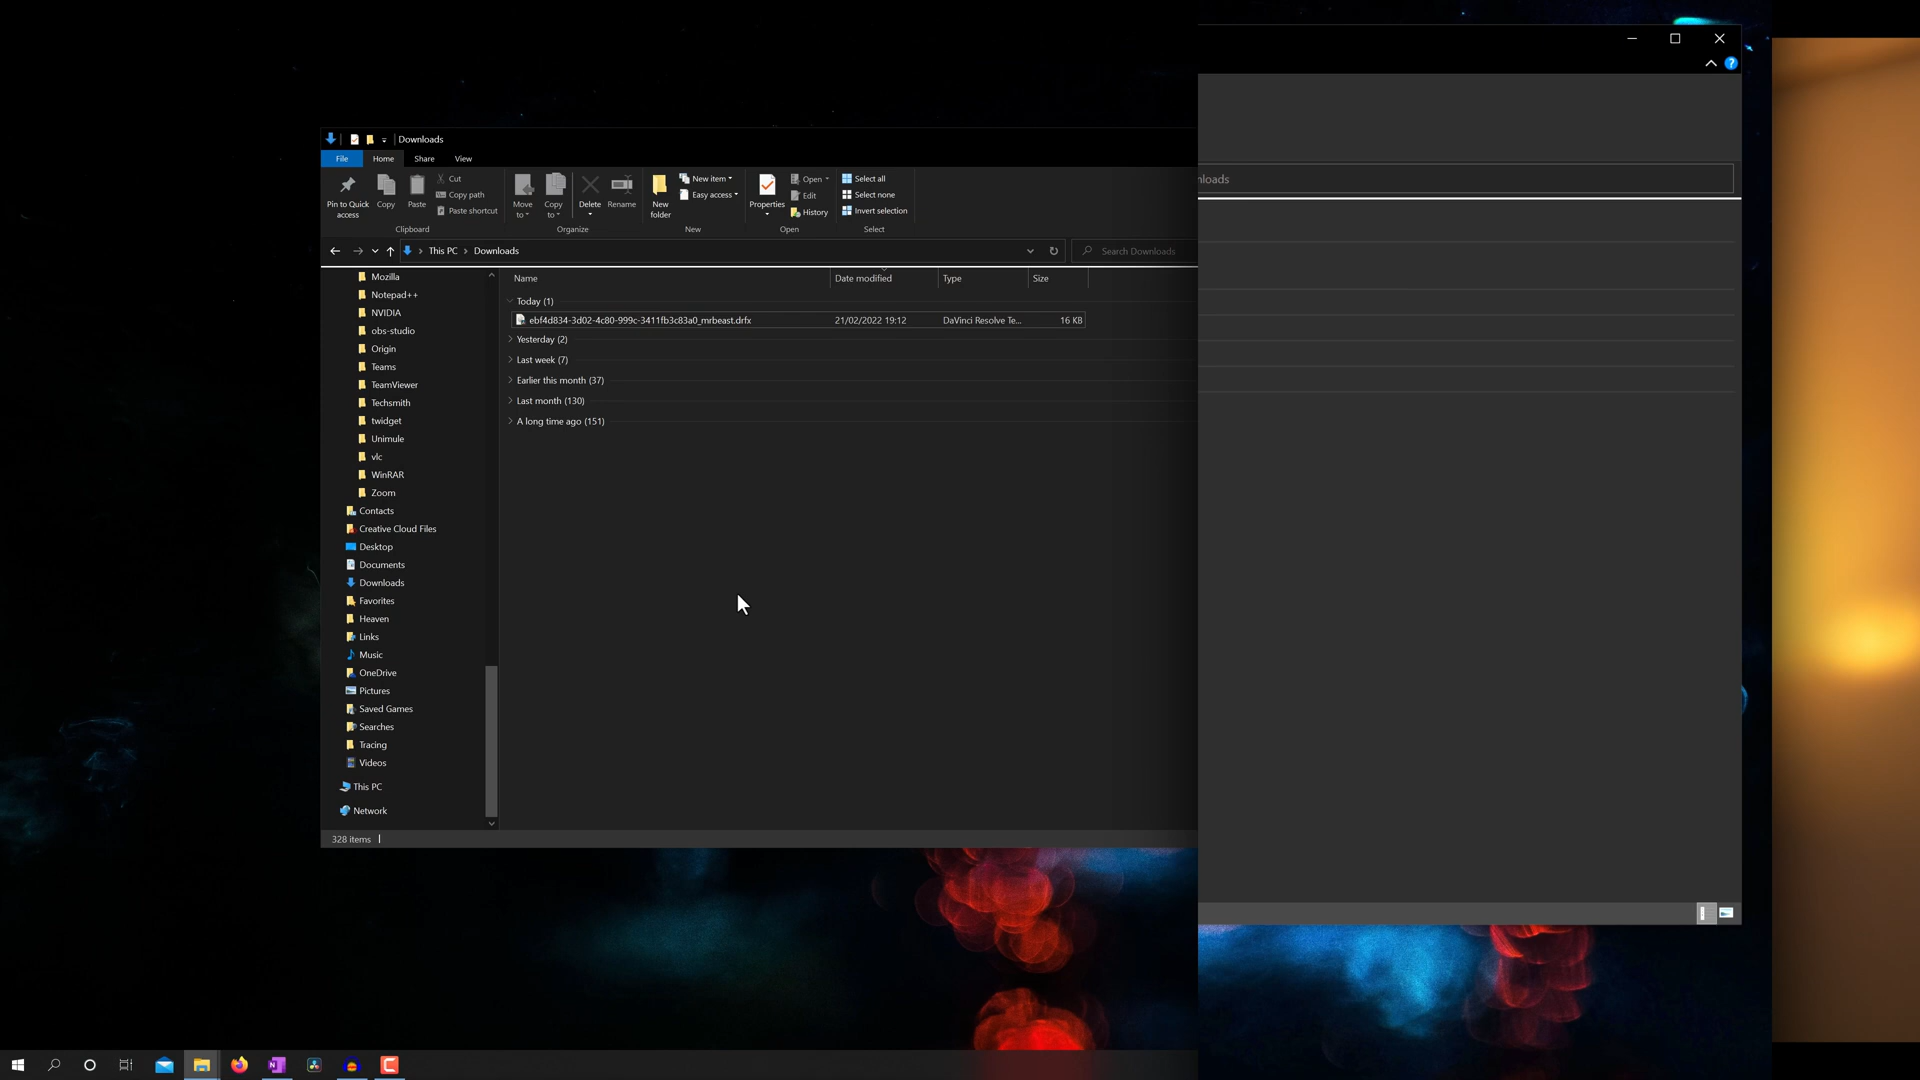 Downloads
File Home Share View
Pin to Quick access
Copy
Paste
Cut
Copy path
Paste shortcut
Clipboard
Move to
Copy to
Delete
Rename
Organize
New folder
New item
Easy access
New
Properties
Open
Edit
History
Open
Select all
Select none
Invert selection
Select
nloads
This PC > Downloads
Search Downloads
Name Date modified Type Size
Today (1)
ebf4d834-3d02-4c80-999c-3411fb3c83a0_mrbeast.drfx 21/02/2022 19:12 DaVinci Resolve Te... 16 KB
Yesterday (2)
Last week (7)
Earlier this month (37)
Last month (130)
A long time ago (151)
Mozilla
Notepad++
NVIDIA
obs-studio
Origin
Teams
TeamViewer
Techsmith
twidget
Unimule
vlc
WinRAR
Zoom
Contacts
Creative Cloud Files
Desktop
Documents
Downloads
Favorites
Heaven
Links
Music
OneDrive
Pictures
Saved Games
Searches
Tracing
Videos
This PC
Network
328 items